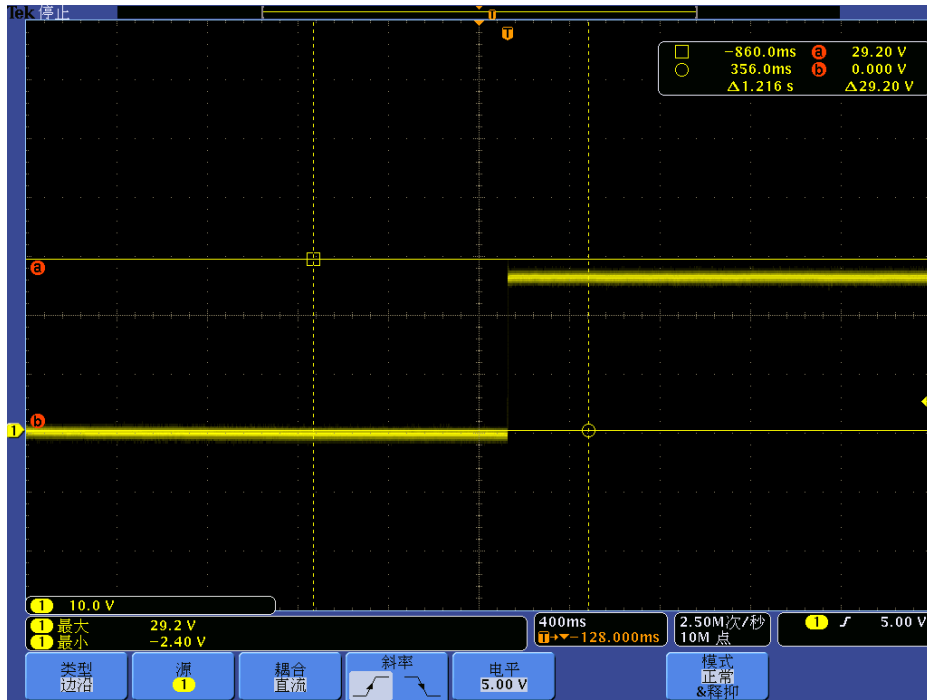 Tek 停止
T
T
-860.0ms a 29.20 V
356.0ms b 0.000 V
Δ1.216 s Δ29.20 V
a
b
1
1 10.0 V
1 最大 29.2 V
1 最小 -2.40 V
400ms
T→▼-128.000ms
2.50M次/秒
10M 点
1 5.00 V
类型
边沿
源
1
耦合
直流
斜率
电平
5.00 V
模式
正常
&释抑